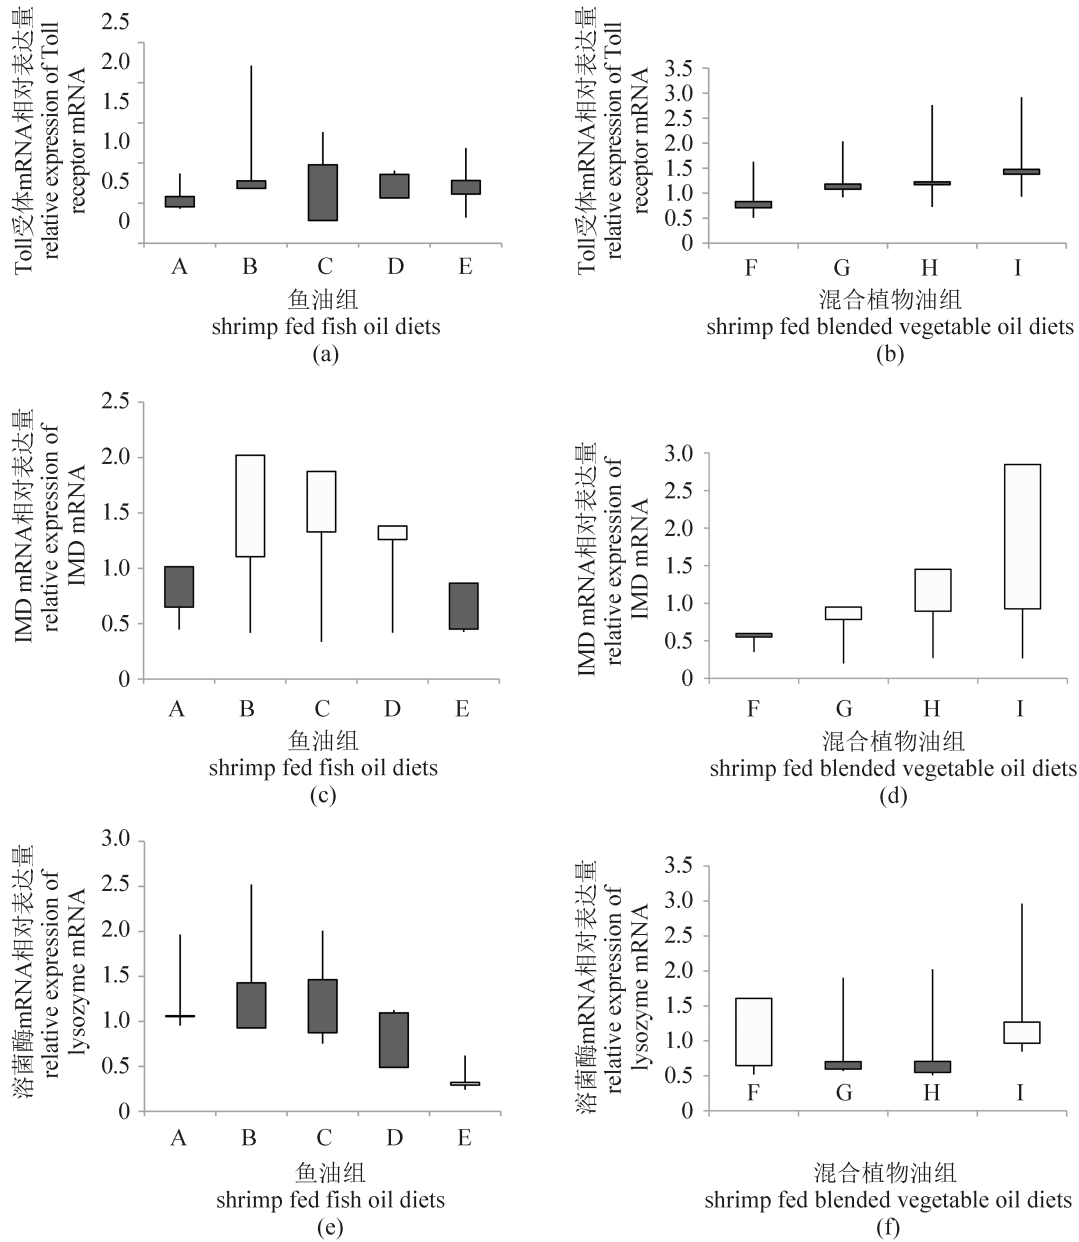 Toll受体mRNA相对表达量
relative expression of Toll
receptor mRNA
2.5
2.0
1.5
1.0
0.5
0
A B C D E
鱼油组
shrimp fed fish oil diets
(a)
Toll受体mRNA相对表达量
relative expression of Toll
receptor mRNA
3.5
3.0
2.5
2.0
1.5
1.0
0.5
0
F G H I
混合植物油组
shrimp fed blended vegetable oil diets
(b)
IMD mRNA相对表达量
relative expression of
IMD mRNA
2.5
2.0
1.5
1.0
0.5
0
A B C D E
鱼油组
shrimp fed fish oil diets
(c)
IMD mRNA相对表达量
relative expression of
IMD mRNA
3.0
2.5
2.0
1.5
1.0
0.5
0
F G H I
混合植物油组
shrimp fed blended vegetable oil diets
(d)
溶菌酶mRNA相对表达量
relative expression of
lysozyme mRNA
3.0
2.5
2.0
1.5
1.0
0.5
0
A B C D E
鱼油组
shrimp fed fish oil diets
(e)
溶菌酶mRNA相对表达量
relative expression of
lysozyme mRNA
3.5
3.0
2.5
2.0
1.5
1.0
0.5
0
F G H I
混合植物油组
shrimp fed blended vegetable oil diets
(f)